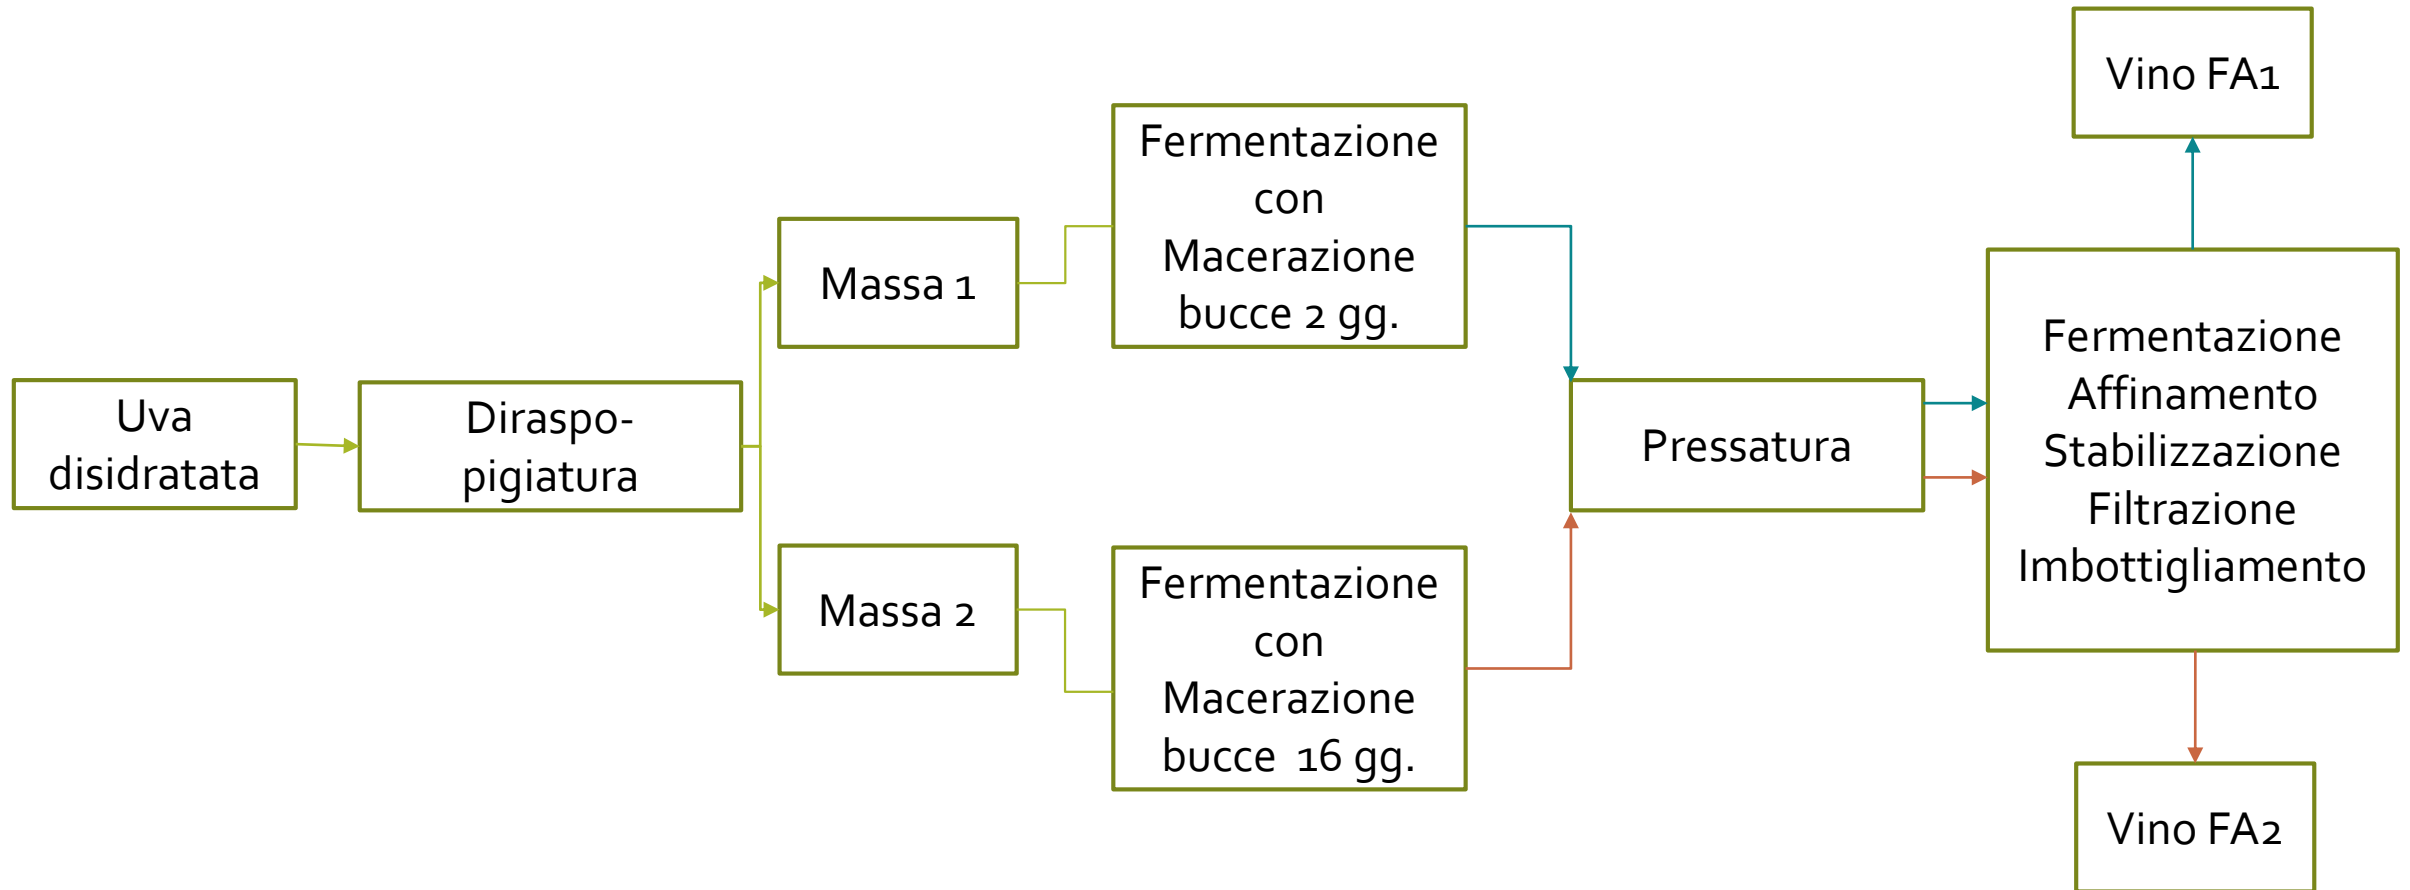 Uva
disidratata
Diraspo-
pigiatura
Massa 1
Fermentazione
con
Macerazione
bucce 2 gg.
Massa 2
Fermentazione
con
Macerazione
bucce  16 gg.
Pressatura
Fermentazione
Affinamento
Stabilizzazione
Filtrazione
Imbottigliamento
Vino FA1
Vino FA2